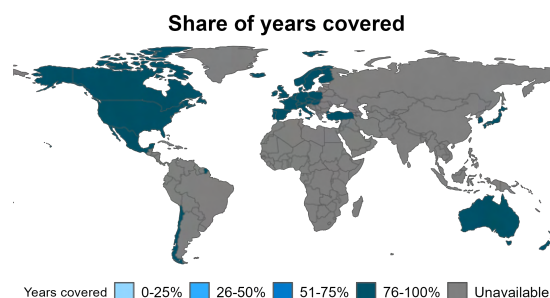 Share of years covered
Years covered 0-25% 26-50% 51-75% 76-100% Unavailable